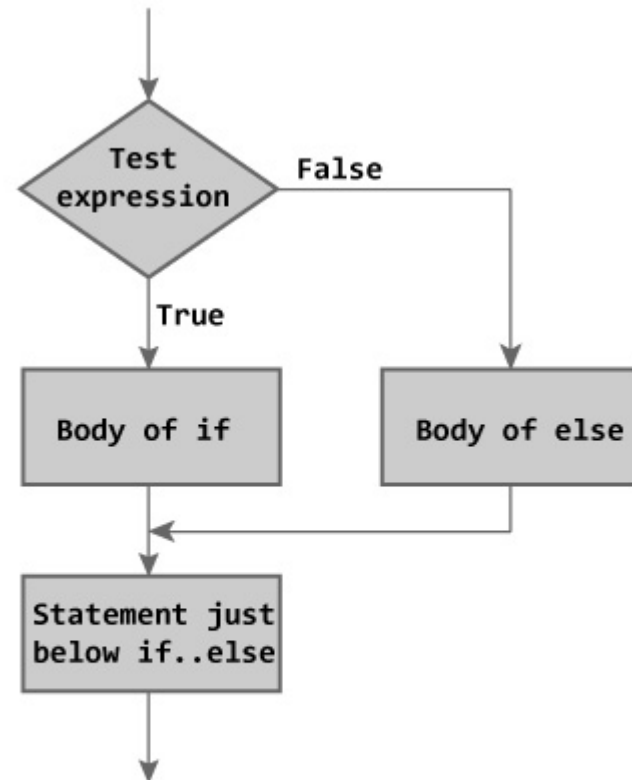 Test
expression
False
True
Body of if
Body of else
Statement just
below if..else